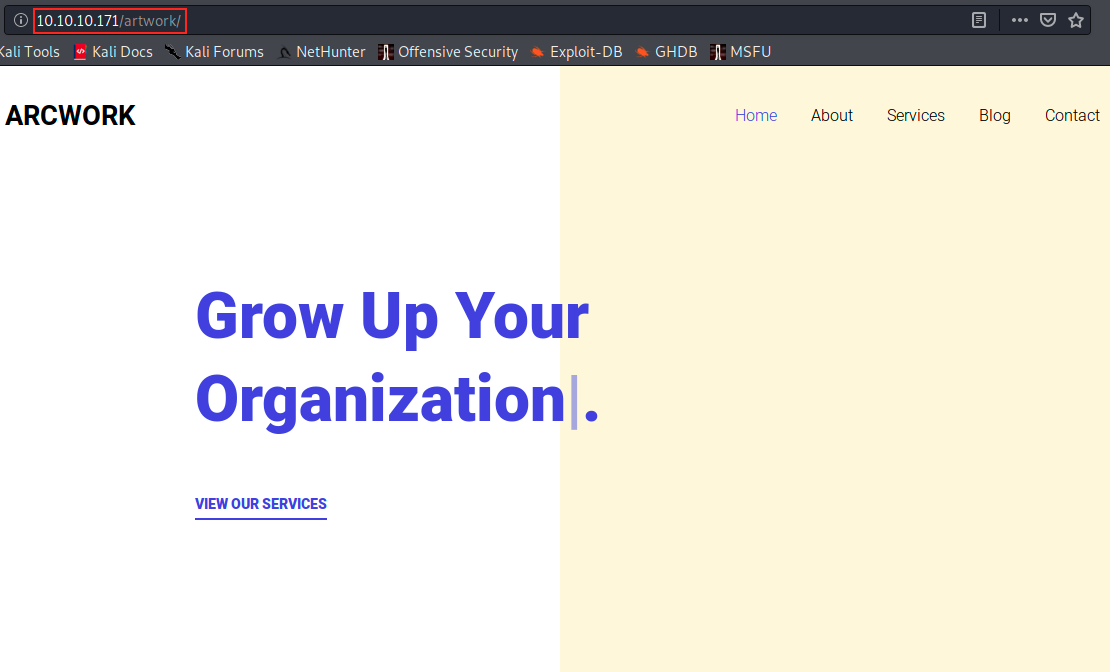 10.10.10.171/artwork/
Kali Tools Kali Docs Kali Forums NetHunter Offensive Security Exploit-DB GHDB MSFU
ARCWORK Home About Services Blog Contact
Grow Up Your
Organization|.
VIEW OUR SERVICES